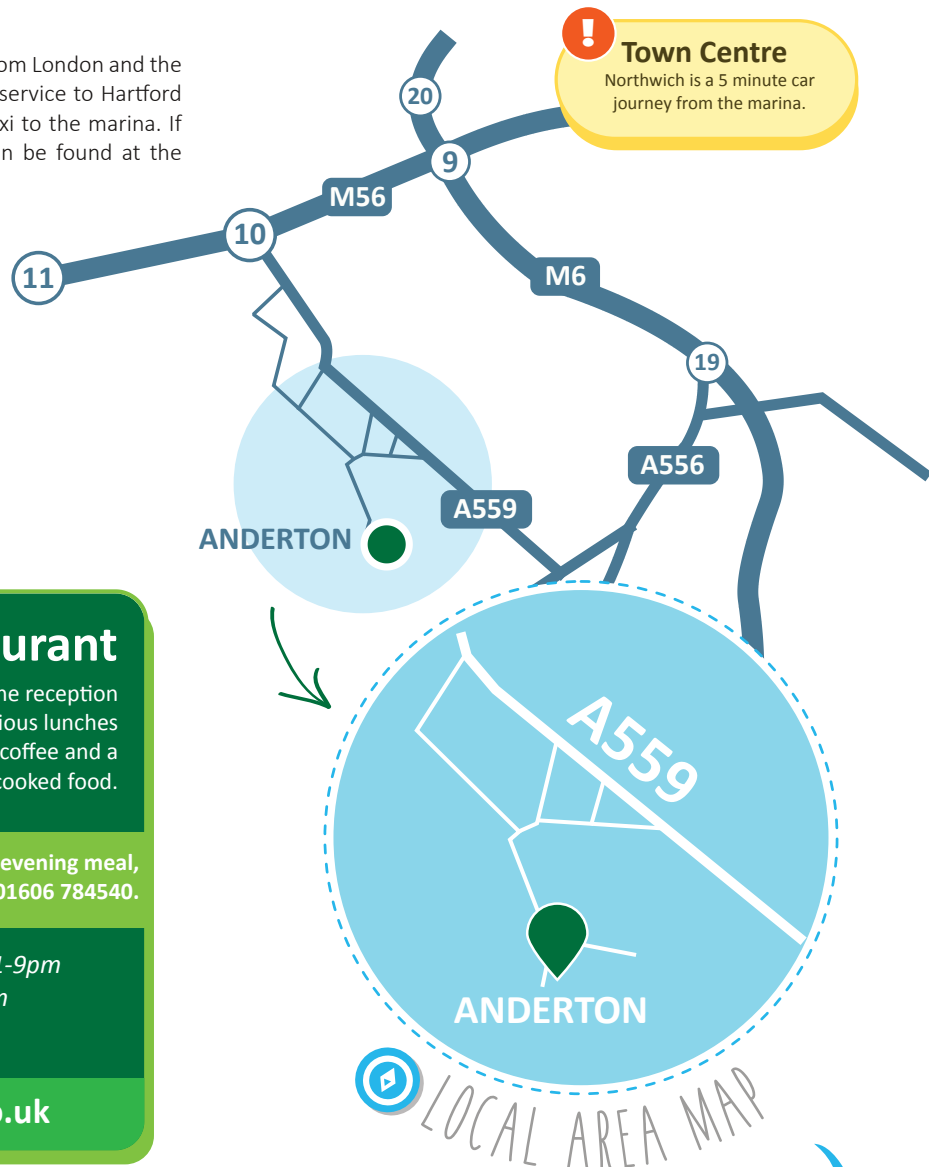 om London and the
service to Hartford
xi to the marina. If
n be found at the
!
Town Centre
Northwich is a 5 minute car
journey from the marina.
20
9
M56
10
11
M6
19
A556
A559
ANDERTON
urant
ne reception
ious lunches
coffee and a
cooked food.
evening meal,
01606 784540.
1-9pm
m
o.uk
A559
ANDERTON
LOCAL AREA MAP